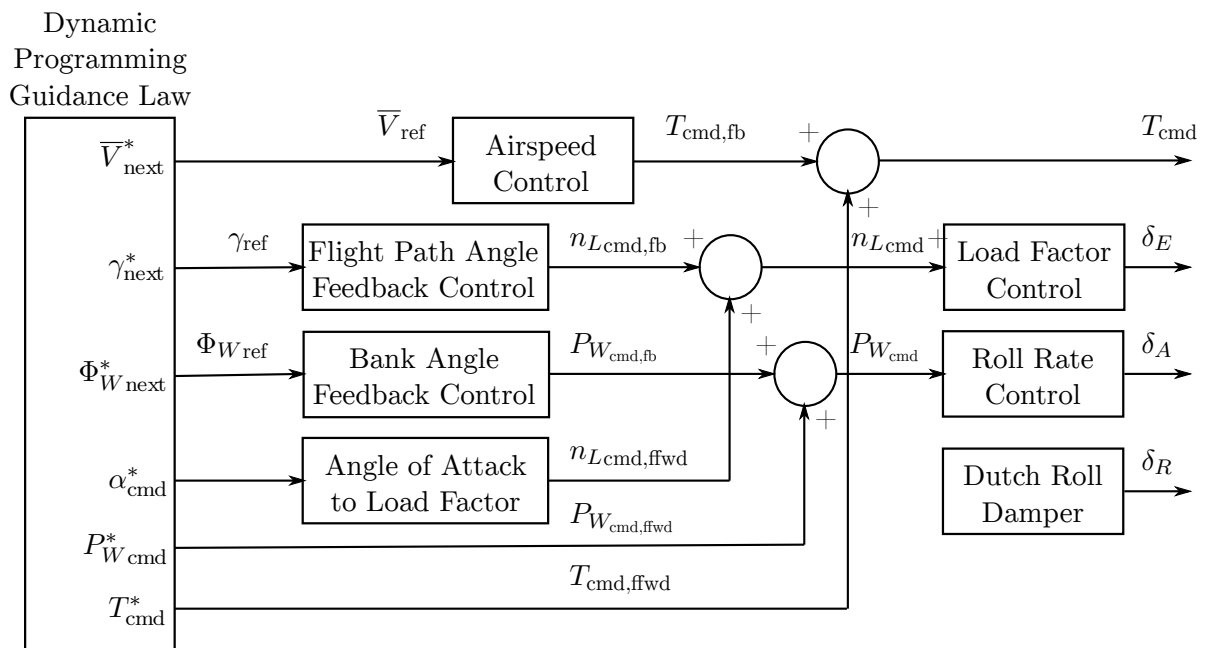 Dynamic
Programming
Guidance Law
V̅*next
V̅ref
Airspeed
Control
Tcmd,fb
+
+
Tcmd
γ*next
γref
Flight Path Angle
Feedback Control
nLcmd,fb
+
+
nLcmd
+
Load Factor
Control
δE
Φ*W next
ΦW ref
Bank Angle
Feedback Control
PWcmd,fb
+
+
PWcmd
Roll Rate
Control
δA
α*cmd
Angle of Attack
to Load Factor
nLcmd,ffwd
Dutch Roll
Damper
δR
P*W cmd
PWcmd,ffwd
T*cmd
Tcmd,ffwd